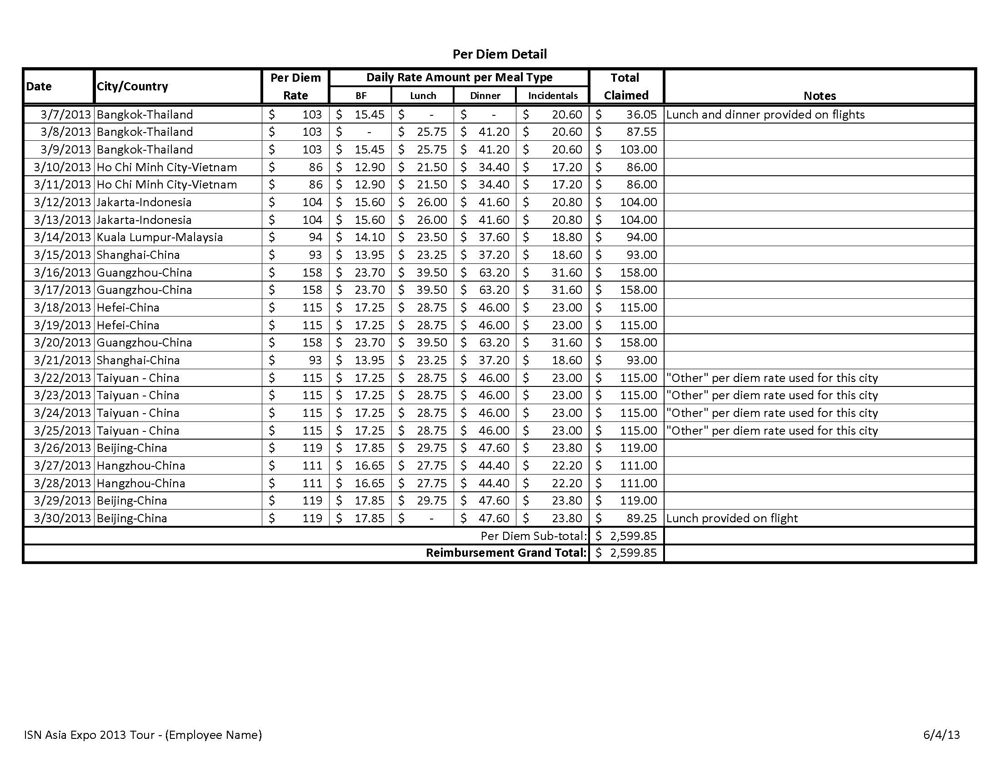 Per Diem Detail
Date City/Country Per Diem Rate Daily Rate Amount per Meal Type Total Claimed Notes
BF Lunch Dinner Incidentals
3/7/2013 Bangkok-Thailand $ 103 $ 15.45 $ - $ - $ 20.60 $ 36.05 Lunch and dinner provided on flights
3/8/2013 Bangkok-Thailand $ 103 $ - $ 25.75 $ 41.20 $ 20.60 $ 87.55
3/9/2013 Bangkok-Thailand $ 103 $ 15.45 $ 25.75 $ 41.20 $ 20.60 $ 103.00
3/10/2013 Ho Chi Minh City-Vietnam $ 86 $ 12.90 $ 21.50 $ 34.40 $ 17.20 $ 86.00
3/11/2013 Ho Chi Minh City-Vietnam $ 86 $ 12.90 $ 21.50 $ 34.40 $ 17.20 $ 86.00
3/12/2013 Jakarta-Indonesia $ 104 $ 15.60 $ 26.00 $ 41.60 $ 20.80 $ 104.00
3/13/2013 Jakarta-Indonesia $ 104 $ 15.60 $ 26.00 $ 41.60 $ 20.80 $ 104.00
3/14/2013 Kuala Lumpur-Malaysia $ 94 $ 14.10 $ 23.50 $ 37.60 $ 18.80 $ 94.00
3/15/2013 Shanghai-China $ 93 $ 13.95 $ 23.25 $ 37.20 $ 18.60 $ 93.00
3/16/2013 Guangzhou-China $ 158 $ 23.70 $ 39.50 $ 63.20 $ 31.60 $ 158.00
3/17/2013 Guangzhou-China $ 158 $ 23.70 $ 39.50 $ 63.20 $ 31.60 $ 158.00
3/18/2013 Hefei-China $ 115 $ 17.25 $ 28.75 $ 46.00 $ 23.00 $ 115.00
3/19/2013 Hefei-China $ 115 $ 17.25 $ 28.75 $ 46.00 $ 23.00 $ 115.00
3/20/2013 Guangzhou-China $ 158 $ 23.70 $ 39.50 $ 63.20 $ 31.60 $ 158.00
3/21/2013 Shanghai-China $ 93 $ 13.95 $ 23.25 $ 37.20 $ 18.60 $ 93.00
3/22/2013 Taiyuan - China $ 115 $ 17.25 $ 28.75 $ 46.00 $ 23.00 $ 115.00 "Other" per diem rate used for this city
3/23/2013 Taiyuan - China $ 115 $ 17.25 $ 28.75 $ 46.00 $ 23.00 $ 115.00 "Other" per diem rate used for this city
3/24/2013 Taiyuan - China $ 115 $ 17.25 $ 28.75 $ 46.00 $ 23.00 $ 115.00 "Other" per diem rate used for this city
3/25/2013 Taiyuan - China $ 115 $ 17.25 $ 28.75 $ 46.00 $ 23.00 $ 115.00 "Other" per diem rate used for this city
3/26/2013 Beijing-China $ 119 $ 17.85 $ 29.75 $ 47.60 $ 23.80 $ 119.00
3/27/2013 Hangzhou-China $ 111 $ 16.65 $ 27.75 $ 44.40 $ 22.20 $ 111.00
3/28/2013 Hangzhou-China $ 111 $ 16.65 $ 27.75 $ 44.40 $ 22.20 $ 111.00
3/29/2013 Beijing-China $ 119 $ 17.85 $ 29.75 $ 47.60 $ 23.80 $ 119.00
3/30/2013 Beijing-China $ 119 $ 17.85 $ - $ 47.60 $ 23.80 $ 89.25 Lunch provided on flight
Per Diem Sub-total: $ 2,599.85
Reimbursement Grand Total: $ 2,599.85
ISN Asia Expo 2013 Tour - (Employee Name) 6/4/13